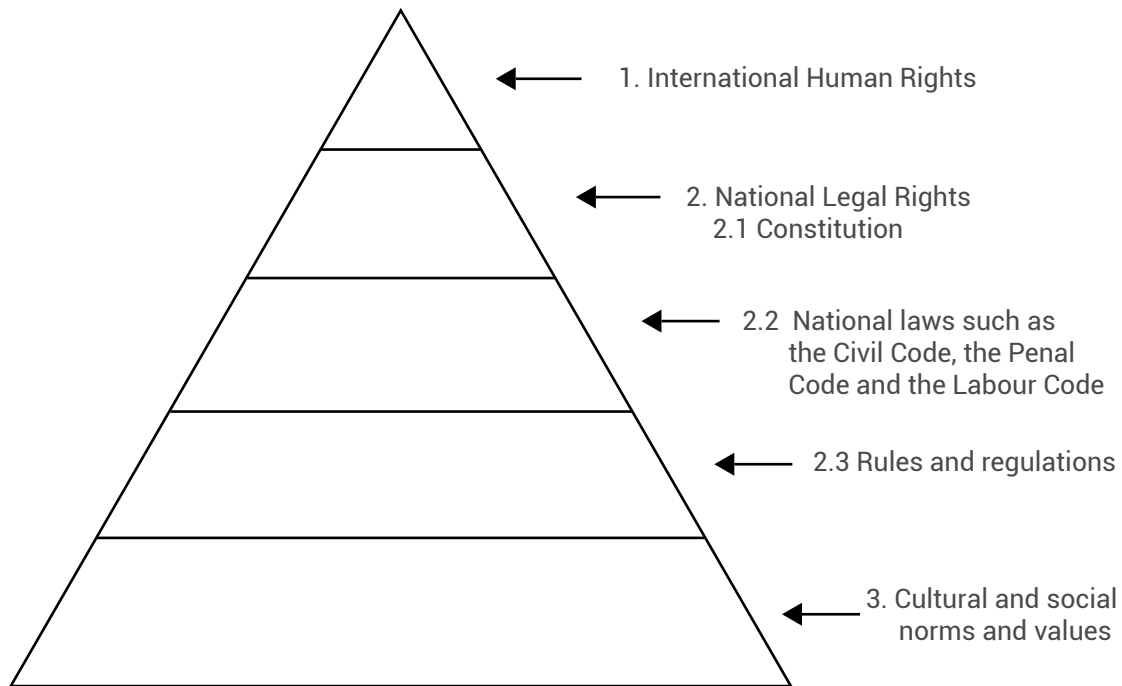 1. International Human Rights
2. National Legal Rights
2.1 Constitution
2.2 National laws such as
the Civil Code, the Penal
Code and the Labour Code
2.3 Rules and regulations
3. Cultural and social
norms and values